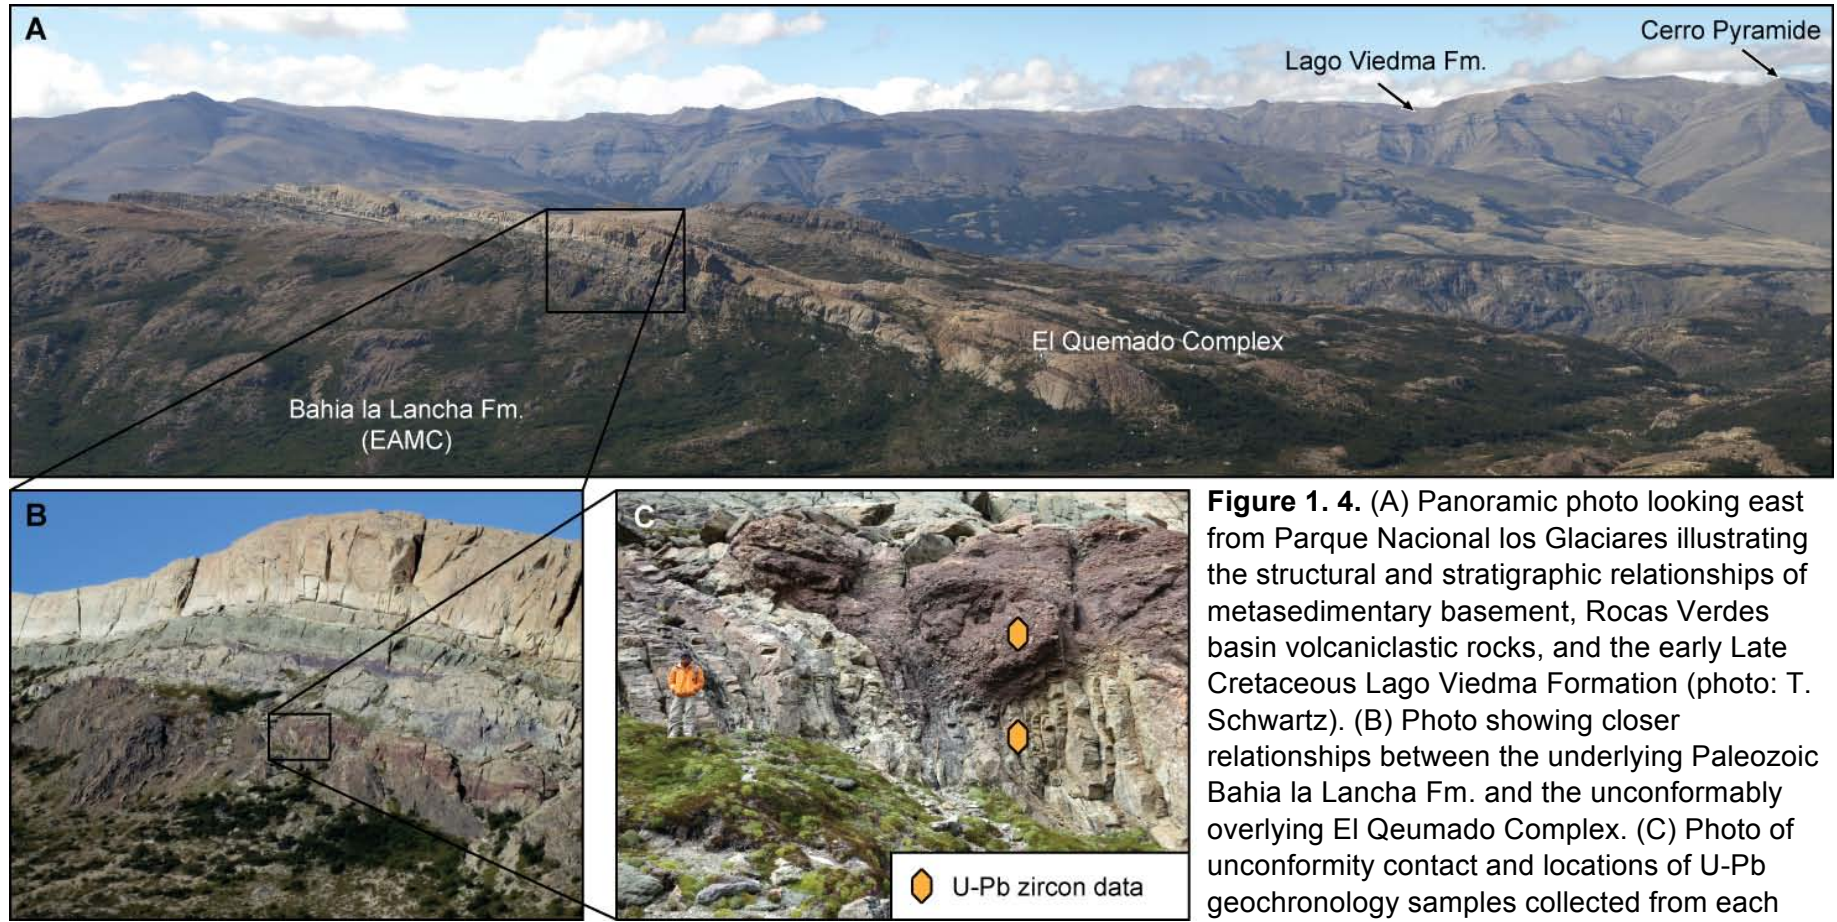 A
Cerro Pyramide
Lago Viedma Fm.
El Quemado Complex
Bahia la Lancha Fm.
(EAMC)
B
C
U-Pb zircon data
Figure 1. 4. (A) Panoramic photo looking east
from Parque Nacional los Glaciares illustrating
the structural and stratigraphic relationships of
metasedimentary basement, Rocas Verdes
basin volcaniclastic rocks, and the early Late
Cretaceous Lago Viedma Formation (photo: T.
Schwartz). (B) Photo showing closer
relationships between the underlying Paleozoic
Bahia la Lancha Fm. and the unconformably
overlying El Qeumado Complex. (C) Photo of
unconformity contact and locations of U-Pb
geochronology samples collected from each